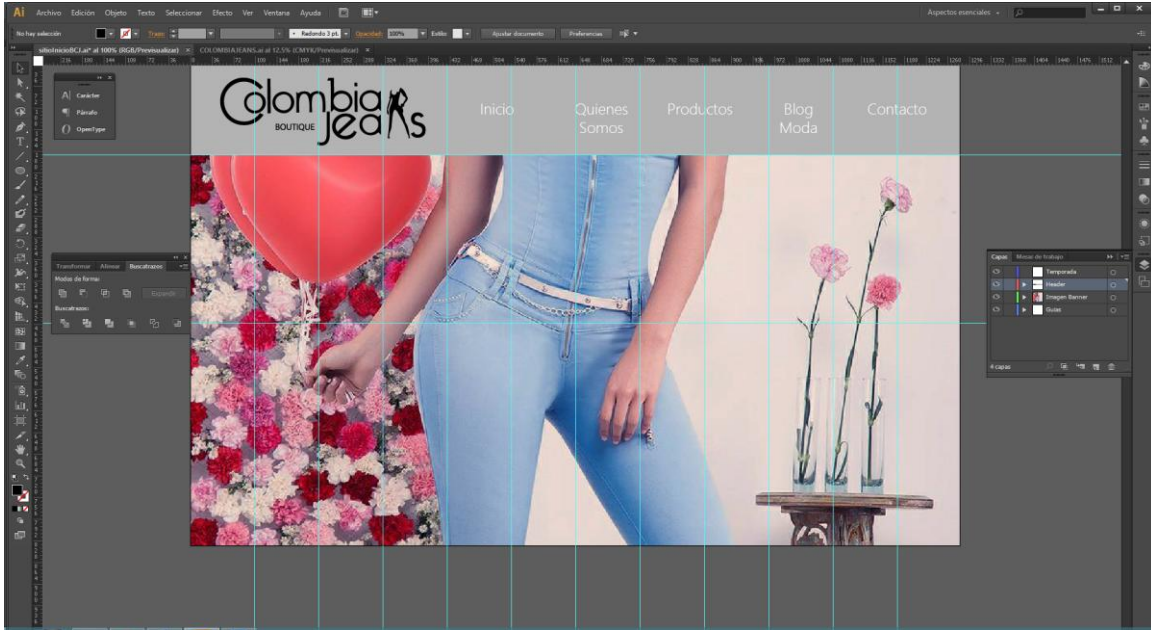 Ai Archivo Edición Objeto Texto Seleccionar Efecto Ver Ventana Ayuda Aspectos esenciales
No hay selección Trazo: Redondo 3 pt. Opacidad: 100% Estilo: Ajustar documento Preferencias
sitioInicioBCJ.ai* al 100% (RGB/Previsualizar) × COLOMBIAJEANS.ai al 12,5% (CMYK/Previsualizar) ×
Carácter
Párrafo
OpenType
Colombia
Jeans
BOUTIQUE
Inicio
Quienes
Somos
Productos
Blog
Moda
Contacto
Transformar Alinear Buscatrazos
Modos de forma:
Expandir
Buscatrazos:
Capas Mesas de trabajo
Temporada
Header
Imagen Banner
Guias
4 capas